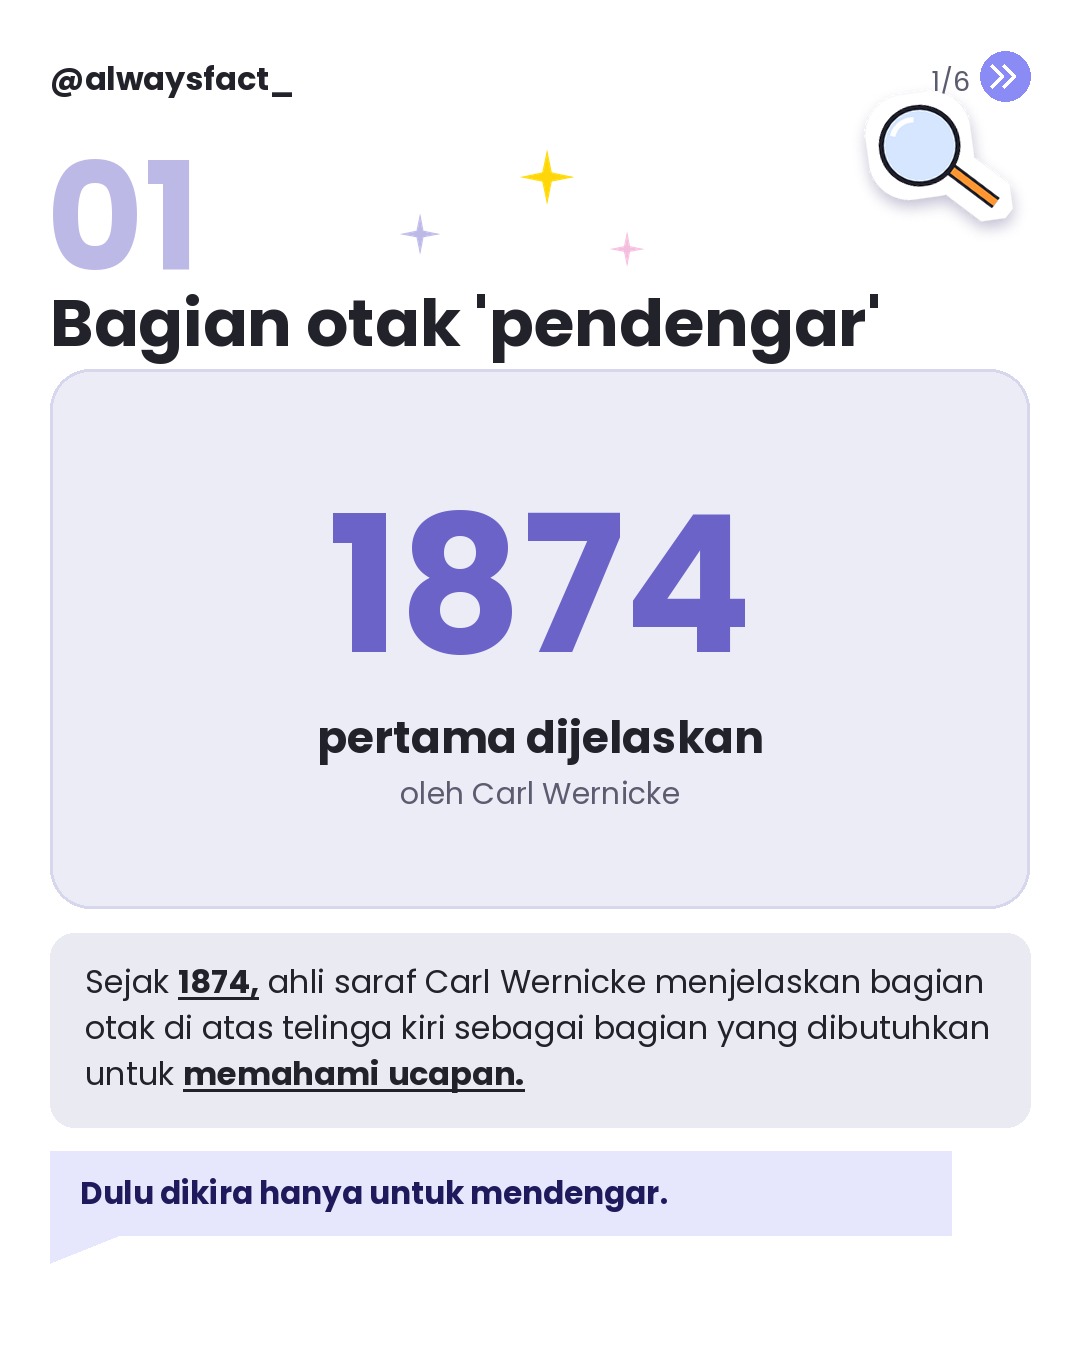 @alwaysfact_
1/6
01
Bagian otak 'pendengar'
1874
pertama dijelaskan
oleh Carl Wernicke
Sejak 1874, ahli saraf Carl Wernicke menjelaskan bagian
otak di atas telinga kiri sebagai bagian yang dibutuhkan
untuk memahami ucapan.
Dulu dikira hanya untuk mendengar.